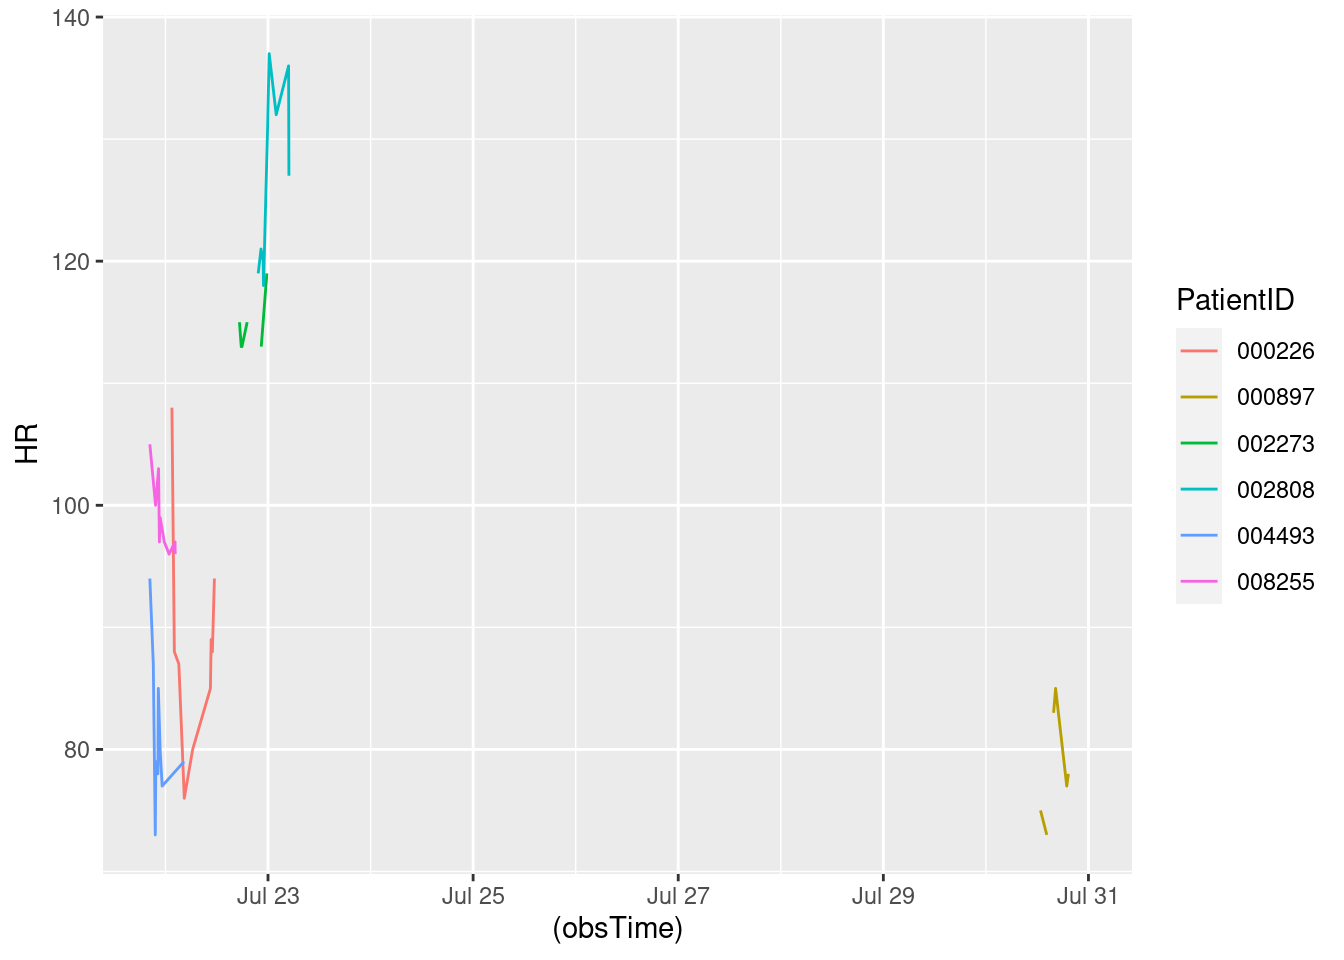 140
120
100
80
HR
Jul 23
Jul 25
Jul 27
Jul 29
Jul 31
(obsTime)
PatientID
000226
000897
002273
002808
004493
008255